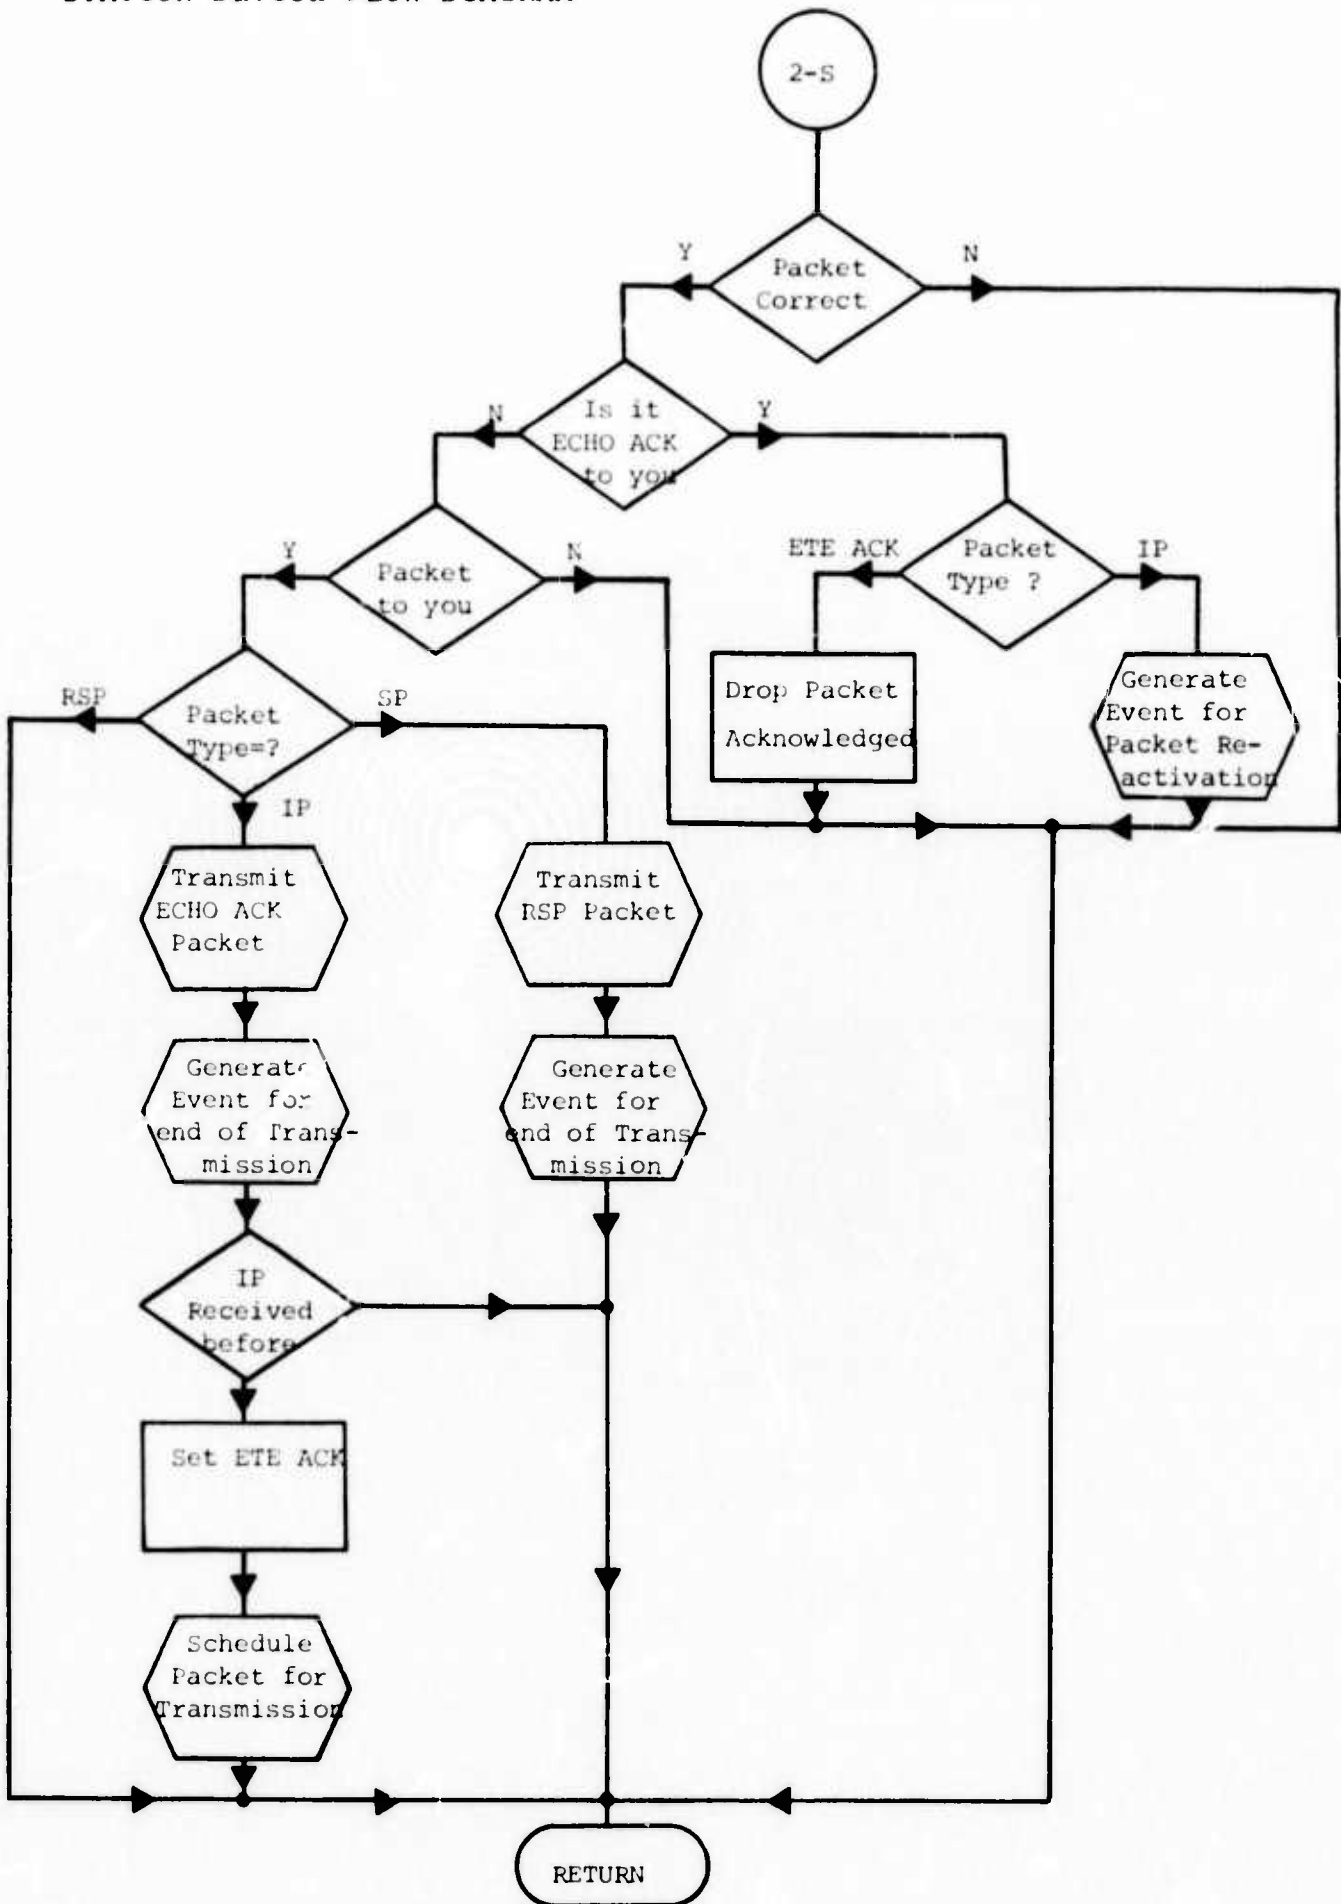 2-S
Y
N
Packet
Correct
N
Is it
ECHO ACK
to you
Y
Y
Packet
to you
N
ETE ACK
Packet
Type ?
IP
RSP
Packet
Type=?
SP
IP
Drop Packet
Acknowledged
Generate
Event for
Packet Re-
activation
Transmit
ECHO ACK
Packet
Transmit
RSP Packet
Generate
Event for
end of Trans-
mission
Generate
Event for
end of Trans-
mission
IP
Received
before
Set ETE ACK
Schedule
Packet for
Transmission
RETURN